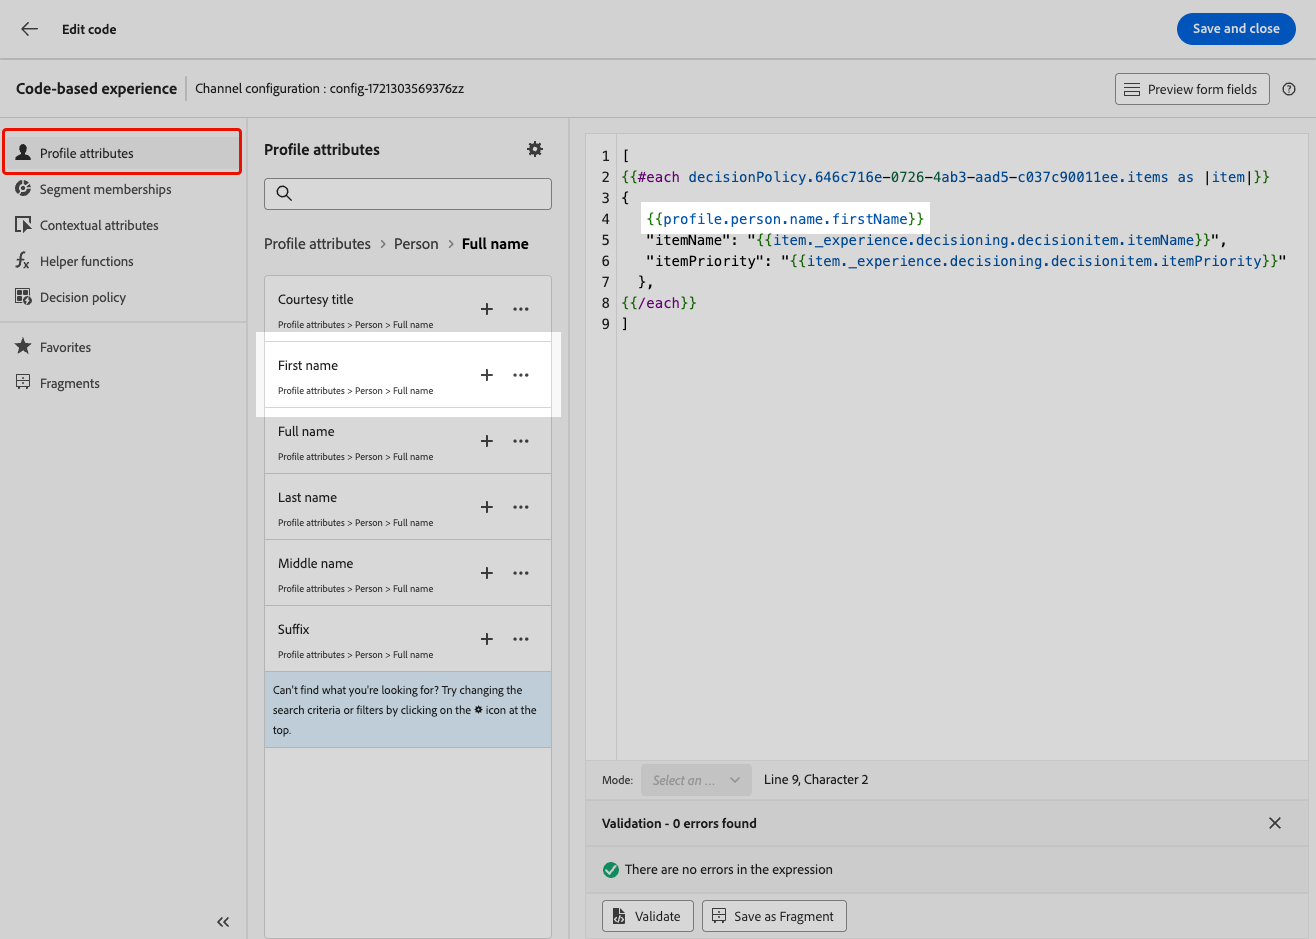 Edit code
Save and close
Code-based experience
Channel configuration : config-1721303569376zz
Preview form fields
Profile attributes
Segment memberships
Contextual attributes
Helper functions
Decision policy
Favorites
Fragments
Profile attributes
Profile attributes > Person > Full name
Courtesy title
Profile attributes > Person > Full name
First name
Profile attributes > Person > Full name
Full name
Profile attributes > Person > Full name
Last name
Profile attributes > Person > Full name
Middle name
Profile attributes > Person > Full name
Suffix
Profile attributes > Person > Full name
Can't find what you're looking for? Try changing the
search criteria or filters by clicking on the icon at the
top.
1 [
2 {{#each decisionPolicy.646c716e-0726-4ab3-aad5-c037c90011ee.items as |item|}}
3 {
4 {{profile.person.name.firstName}}
5 "itemName": "{{item._experience.decisioning.decisionitem.itemName}}",
6 "itemPriority": "{{item._experience.decisioning.decisionitem.itemPriority}}"
7 },
8 {{/each}}
9 ]
Mode: Select an ... Line 9, Character 2
Validation - 0 errors found
There are no errors in the expression
Validate
Save as Fragment